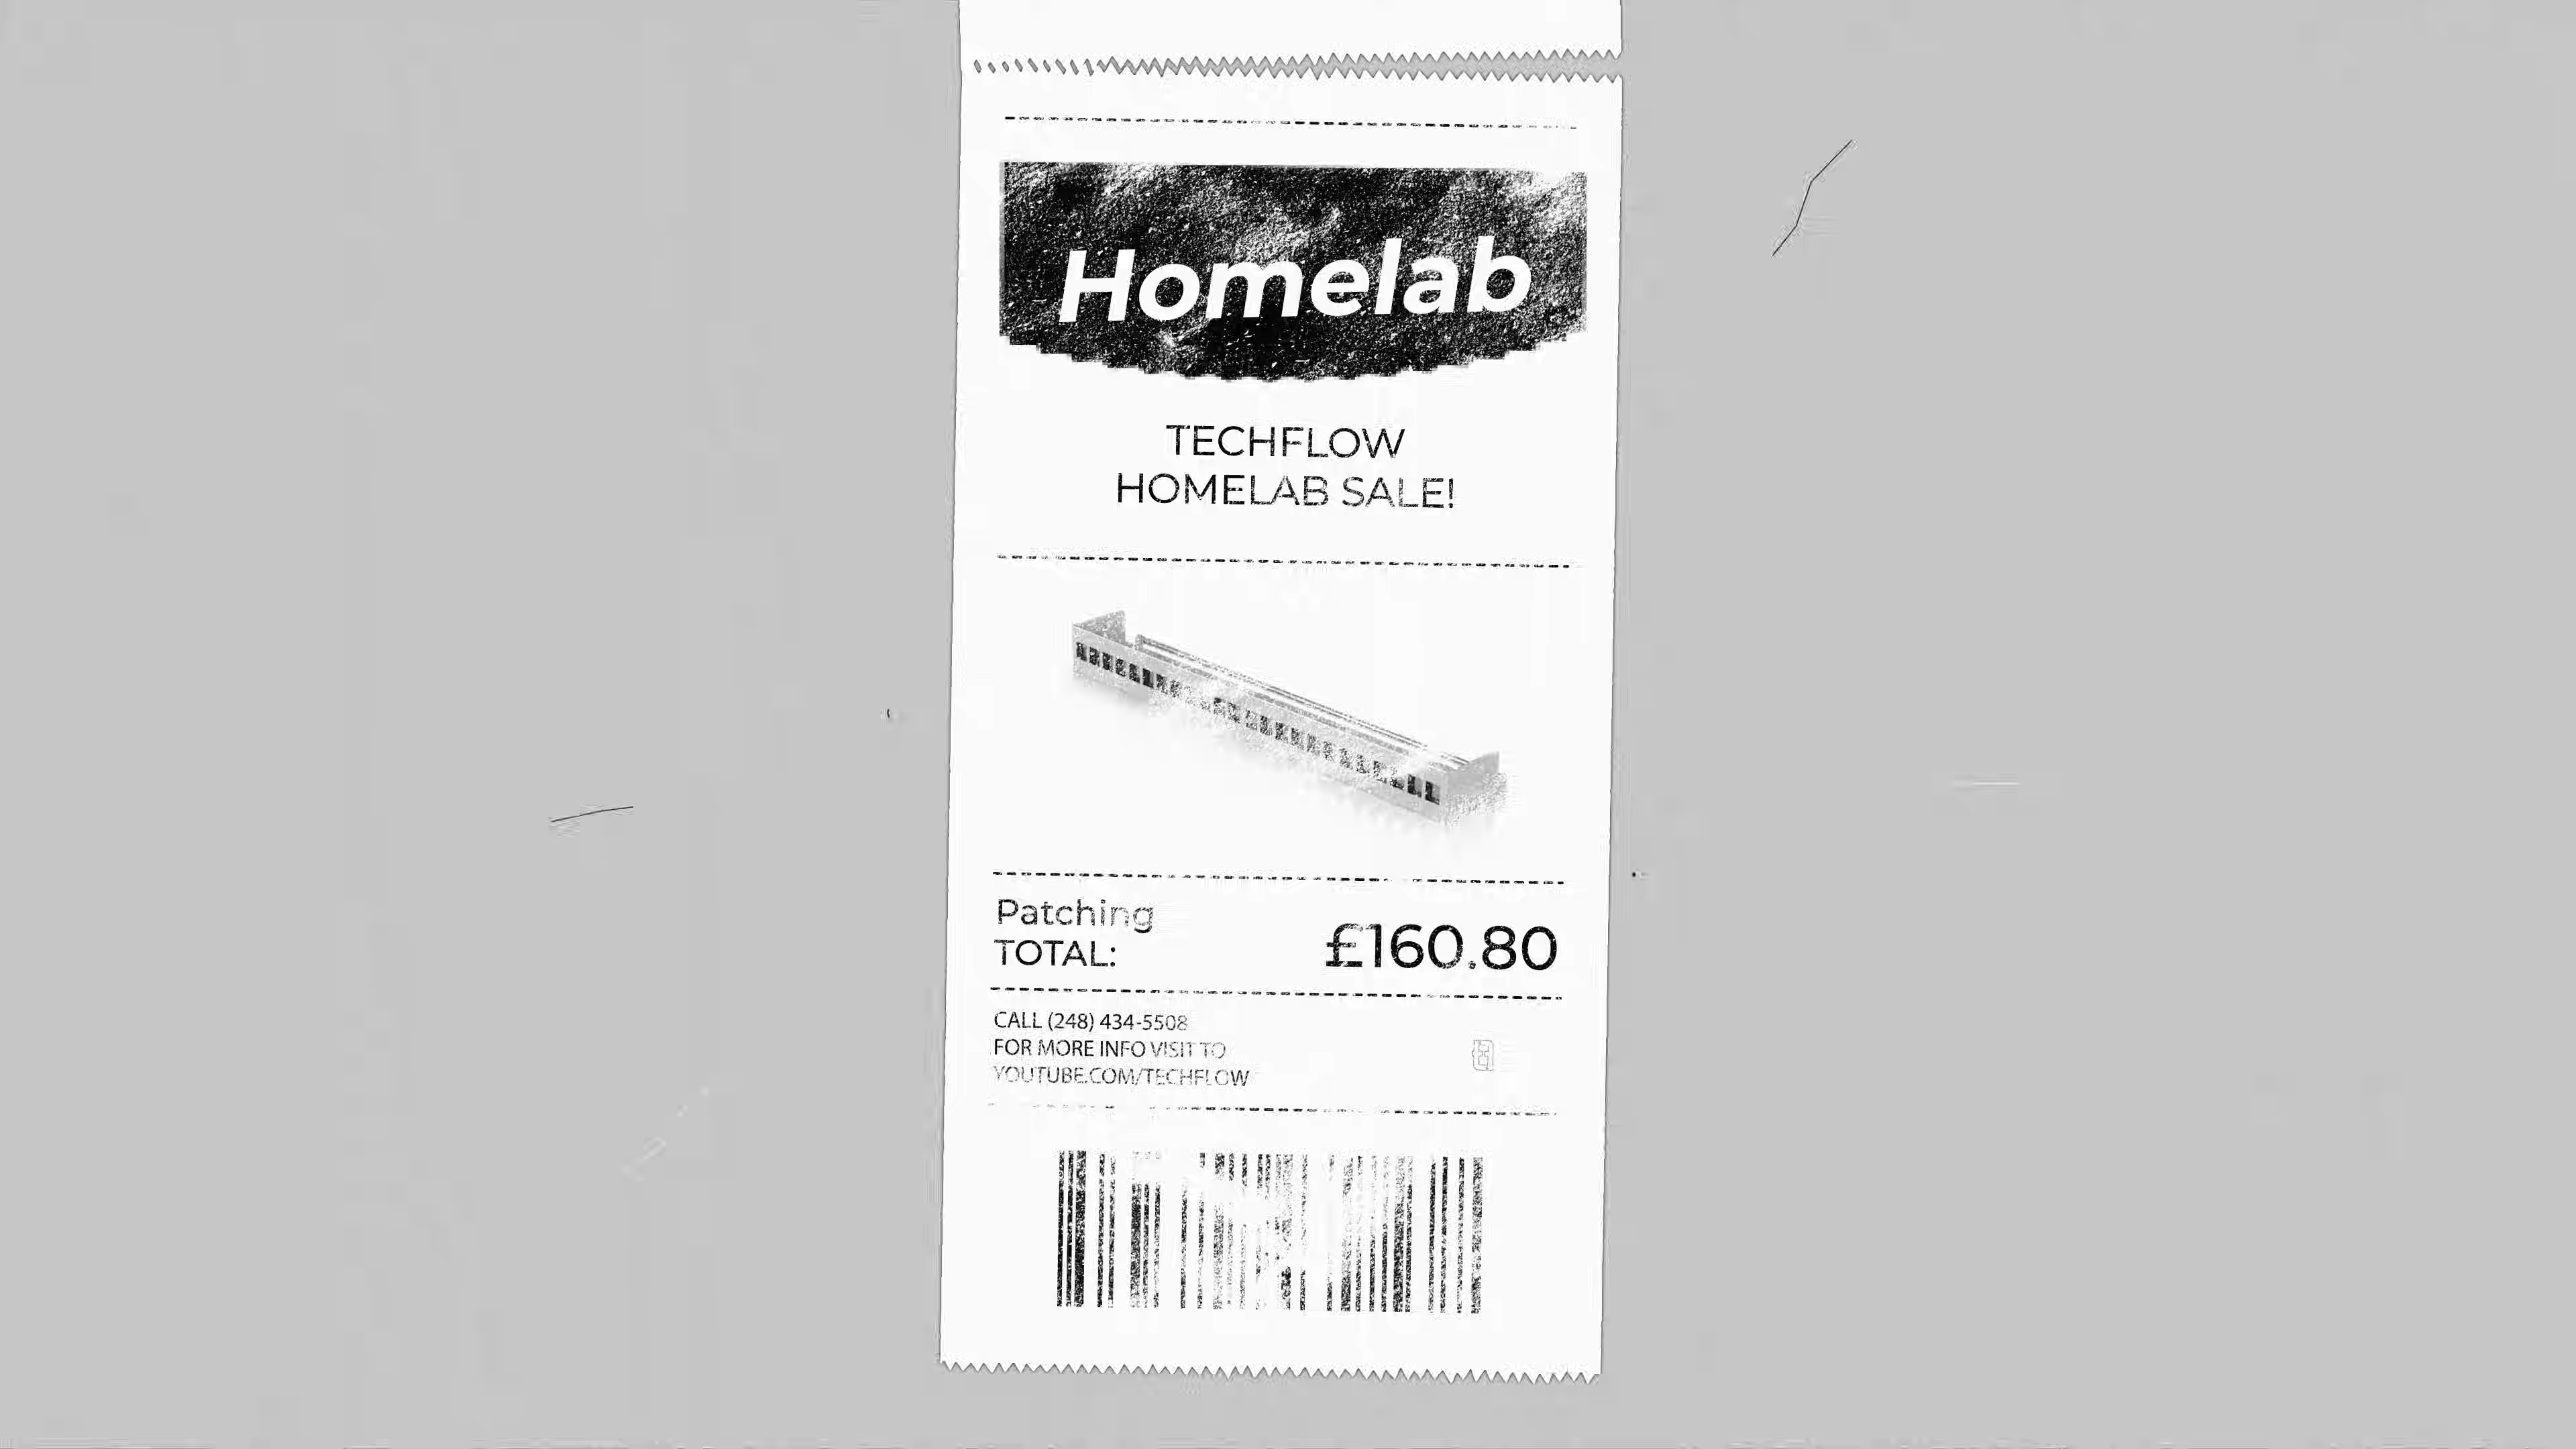 Homelab
TECHFLOW
HOMELAB SALE!
Patching
TOTAL:
£160.80
CALL (248) 434-5508
FOR MORE INFO VISIT TO
YOUTUBE.COM/TECHFLOW